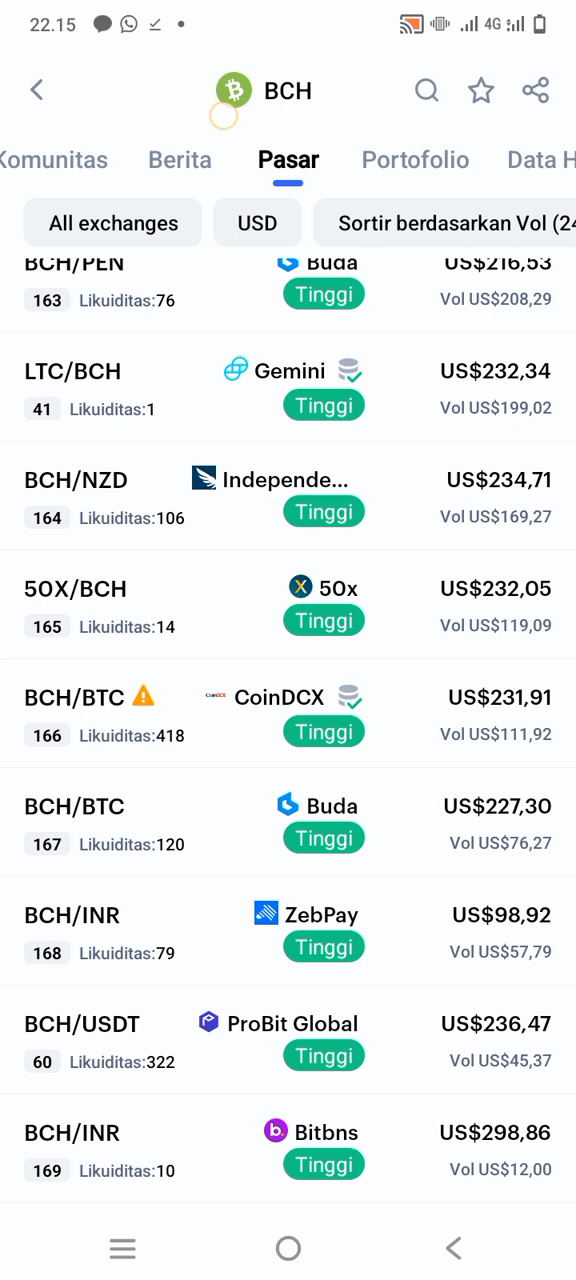 22.15
4G
BCH
Komunitas Berita Pasar Portofolio Data H
All exchanges USD Sortir berdasarkan Vol (24
BCH/PEN Buda US$216,53
163 Likuiditas:76 Tinggi Vol US$208,29
LTC/BCH Gemini US$232,34
41 Likuiditas:1 Tinggi Vol US$199,02
BCH/NZD Independe... US$234,71
164 Likuiditas:106 Tinggi Vol US$169,27
50X/BCH 50x US$232,05
165 Likuiditas:14 Tinggi Vol US$119,09
BCH/BTC CoinDCX US$231,91
166 Likuiditas:418 Tinggi Vol US$111,92
BCH/BTC Buda US$227,30
167 Likuiditas:120 Tinggi Vol US$76,27
BCH/INR ZebPay US$98,92
168 Likuiditas:79 Tinggi Vol US$57,79
BCH/USDT ProBit Global US$236,47
60 Likuiditas:322 Tinggi Vol US$45,37
BCH/INR Bitbns US$298,86
169 Likuiditas:10 Tinggi Vol US$12,00